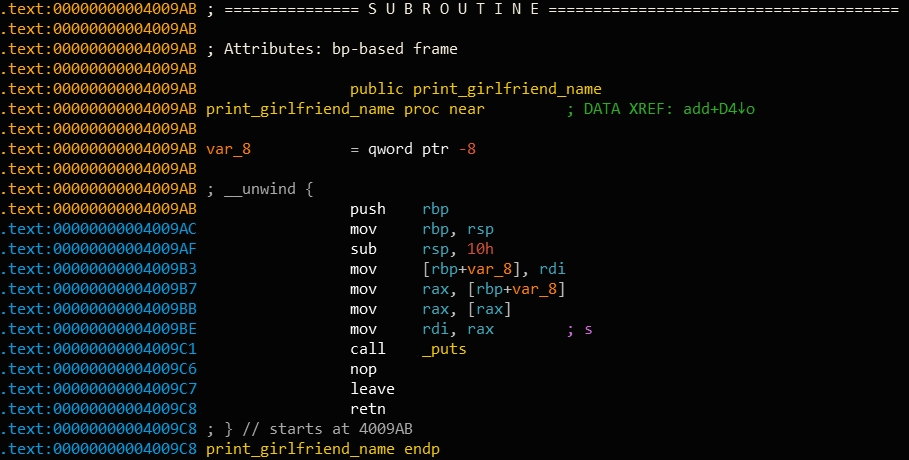 .text:00000000004009AB ; =============== S U B R O U T I N E =======================================
.text:00000000004009AB
.text:00000000004009AB ; Attributes: bp-based frame
.text:00000000004009AB
.text:00000000004009AB                 public print_girlfriend_name
.text:00000000004009AB print_girlfriend_name proc near         ; DATA XREF: add+D4↓o
.text:00000000004009AB
.text:00000000004009AB var_8           = qword ptr -8
.text:00000000004009AB
.text:00000000004009AB ; __unwind {
.text:00000000004009AB                 push    rbp
.text:00000000004009AC                 mov     rbp, rsp
.text:00000000004009AF                 sub     rsp, 10h
.text:00000000004009B3                 mov     [rbp+var_8], rdi
.text:00000000004009B7                 mov     rax, [rbp+var_8]
.text:00000000004009BB                 mov     rax, [rax]
.text:00000000004009BE                 mov     rdi, rax        ; s
.text:00000000004009C1                 call    _puts
.text:00000000004009C6                 nop
.text:00000000004009C7                 leave
.text:00000000004009C8                 retn
.text:00000000004009C8 ; } // starts at 4009AB
.text:00000000004009C8 print_girlfriend_name endp